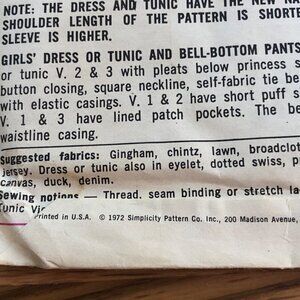 NOTE: THE DRESS AND TUNIC HAVE THE NEW NA
SHOULDER LENGTH OF THE PATTERN IS SHORTE
SLEEVE IS HIGHER.
GIRLS' DRESS OR TUNIC AND BELL-BOTTOM PANTS
or tunic V. 2 & 3 with pleats below princess s
button closing, square neckline, self-fabric tie be
with elastic casings. V. 1 & 2 have short puff s
V. 1 & 3 have lined patch pockets. The be
waistline casing.
Suggested fabrics: Gingham, chintz, lawn, broadclot
jersey. Dress or tunic also in eyelet, dotted swiss, p
canvas, duck, denim.
Sewing notions — Thread, seam binding or stretch la
Tunic Vi
Printed in U.S.A. © 1972 Simplicity Pattern Co. Inc., 200 Madison Avenue,